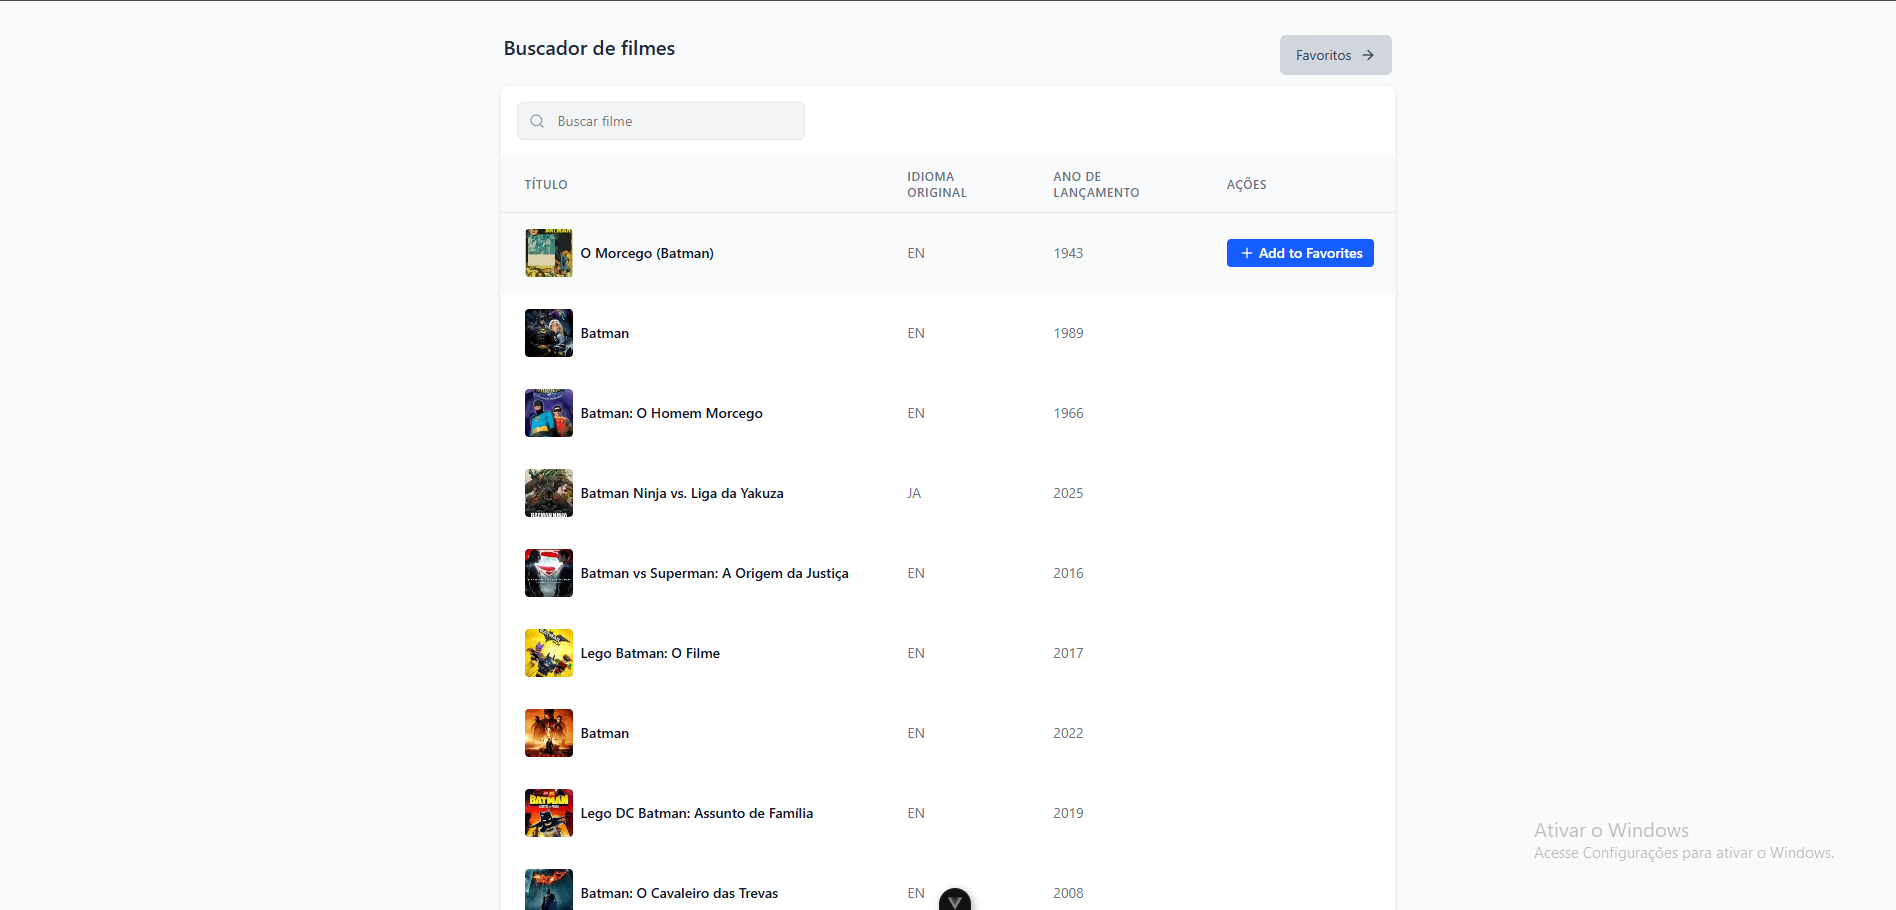 Buscador de filmes
Favoritos
Buscar filme
TÍTULO
IDIOMA
ORIGINAL
ANO DE
LANÇAMENTO
AÇÕES
BATMAN
O Morcego (Batman)
EN
1943
Add to Favorites
Batman
EN
1989
Batman: O Homem Morcego
EN
1966
Batman Ninja vs. Liga da Yakuza
JA
2025
Batman vs Superman: A Origem da Justiça
EN
2016
Lego Batman: O Filme
EN
2017
Batman
EN
2022
BATMAN
Lego DC Batman: Assunto de Família
EN
2019
Batman: O Cavaleiro das Trevas
EN
2008
Ativar o Windows
Acesse Configurações para ativar o Windows.